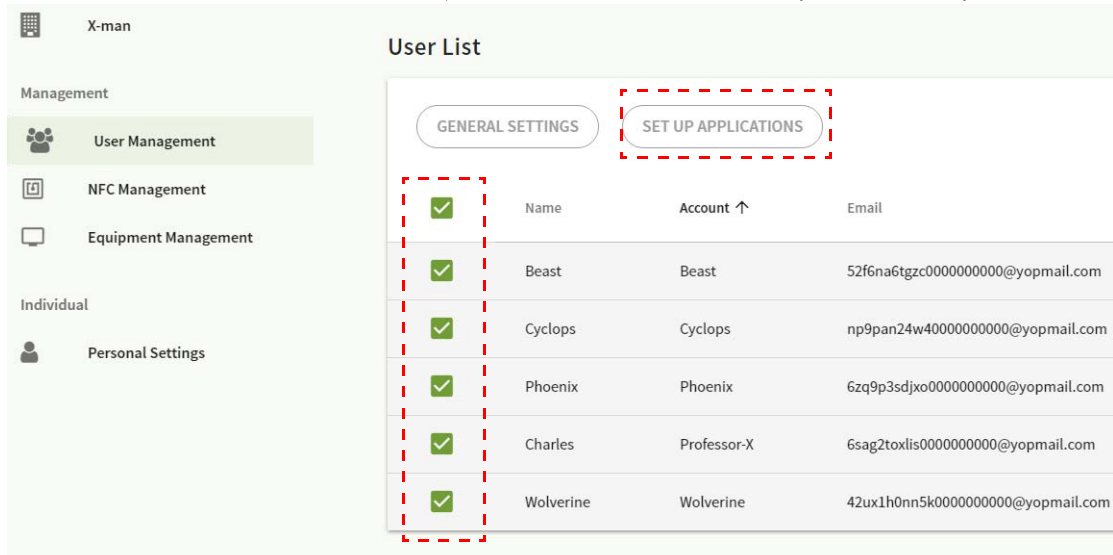 X-man
User List
Management
GENERAL SETTINGS SET UP APPLICATIONS
User Management
NFC Management
Name Account ↑ Email
Equipment Management
Beast Beast 52f6na6tgzc0000000000@yopmail.com
Individual
Cyclops Cyclops np9pan24w40000000000@yopmail.com
Personal Settings
Phoenix Phoenix 6zq9p3sdjxo0000000000@yopmail.com
Charles Professor-X 6sag2toxlis0000000000@yopmail.com
Wolverine Wolverine 42ux1h0nn5k0000000000@yopmail.com